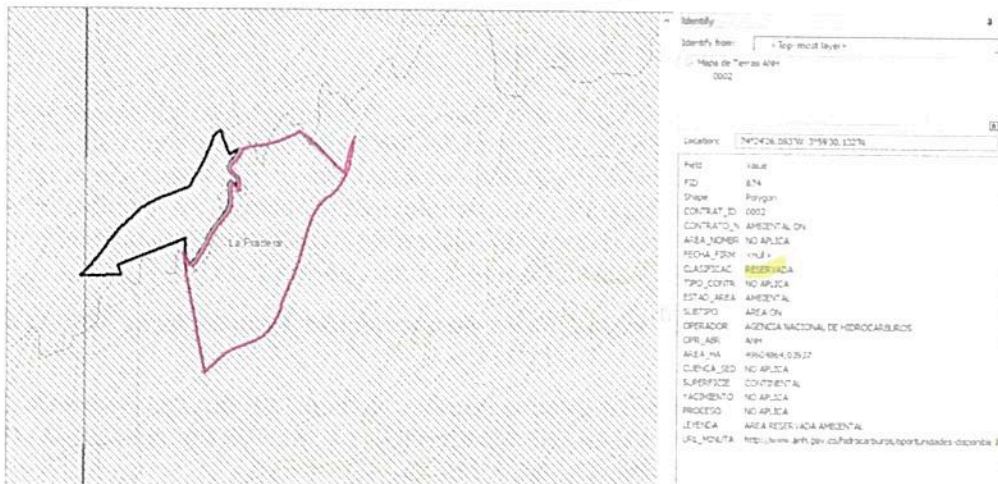 Identify
Identify from: <Top-most layer>
Mapa de Tierras ANH
0002
Location:
Field Value
FID 874
Shape Polygon
CONTRAT_ID 0002
CONTRATO_N AMBIENTAL ON
AREA_NOMBR NO APLICA
FECHA_FIRM <null>
CLASIFICAC RESERVADA
TIPO_CONTR NO APLICA
ESTAD_AREA AMBIENTAL
SUBTIPO AREA ON
OPERADOR AGENCIA NACIONAL DE HIDROCARBUROS
OPR_ABR ANH
AREA_HA
CUENCA_SED NO APLICA
SUPERFICIE CONTINENTAL
YACIMIENTO NO APLICA
PROCESO NO APLICA
LEYENDA AREA RESERVADA AMBIENTAL
URL_MINUTA
La Pradera